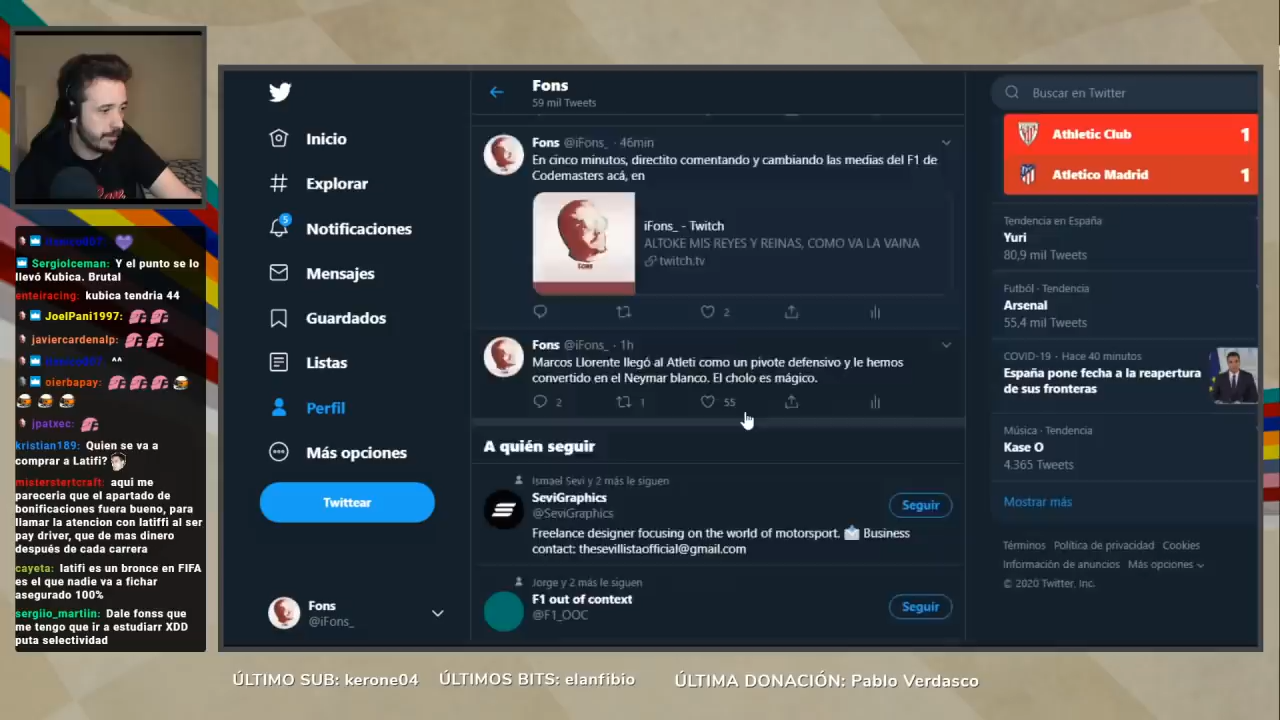 SergioIceman: Y el punto se lo
llevó Kubica. Brutal
enteiracing: kubica tendria 44
JoelPani1997:
javiercardenalp:
^^
oierbapay:
jpatxec:
kristian189: Quien se va a
comprar a Latifi?
misterstertcraft: aqui me
pareceria que el apartado de
bonificaciones fuera bueno, para
llamar la atencion con latiffi al ser
pay driver, que de mas dinero
después de cada carrera
cayeta: latifi es un bronce en FIFA
es el que nadie va a fichar
asegurado 100%
sergiio_martiin: Dale fonss que
me tengo que ir a estudiarr XDD
puta selectividad
Inicio
Explorar
5
Notificaciones
Mensajes
Guardados
Listas
Perfil
Más opciones
Twittear
Fons
@iFons_
Fons
59 mil Tweets
Fons @iFons_ · 46min
En cinco minutos, directito comentando y cambiando las medias del F1 de
Codemasters acá, en
FONS
iFons_ - Twitch
ALTOKE MIS REYES Y REINAS, COMO VA LA VAINA
twitch.tv
2
Fons @iFons_ · 1h
Marcos Llorente llegó al Atleti como un pivote defensivo y le hemos
convertido en el Neymar blanco. El cholo es mágico.
2 1 55
A quién seguir
Ismael Sevi y 2 más le siguen
SeviGraphics
@SeviGraphics
Seguir
Freelance designer focusing on the world of motorsport. Business
contact: thesevillistaofficial@gmail.com
Jorge y 2 más le siguen
F1 out of context
@F1_OOC
Seguir
Buscar en Twitter
Athletic Club 1
Atletico Madrid 1
Tendencia en España
Yuri
80,9 mil Tweets
Futból · Tendencia
Arsenal
55,4 mil Tweets
COVID-19 · Hace 40 minutos
España pone fecha a la reapertura
de sus fronteras
Música · Tendencia
Kase O
4.365 Tweets
Mostrar más
Términos Política de privacidad Cookies
Información de anuncios Más opciones
© 2020 Twitter, Inc.
ÚLTIMO SUB: kerone04 ÚLTIMOS BITS: elanfibio ÚLTIMA DONACIÓN: Pablo Verdasco